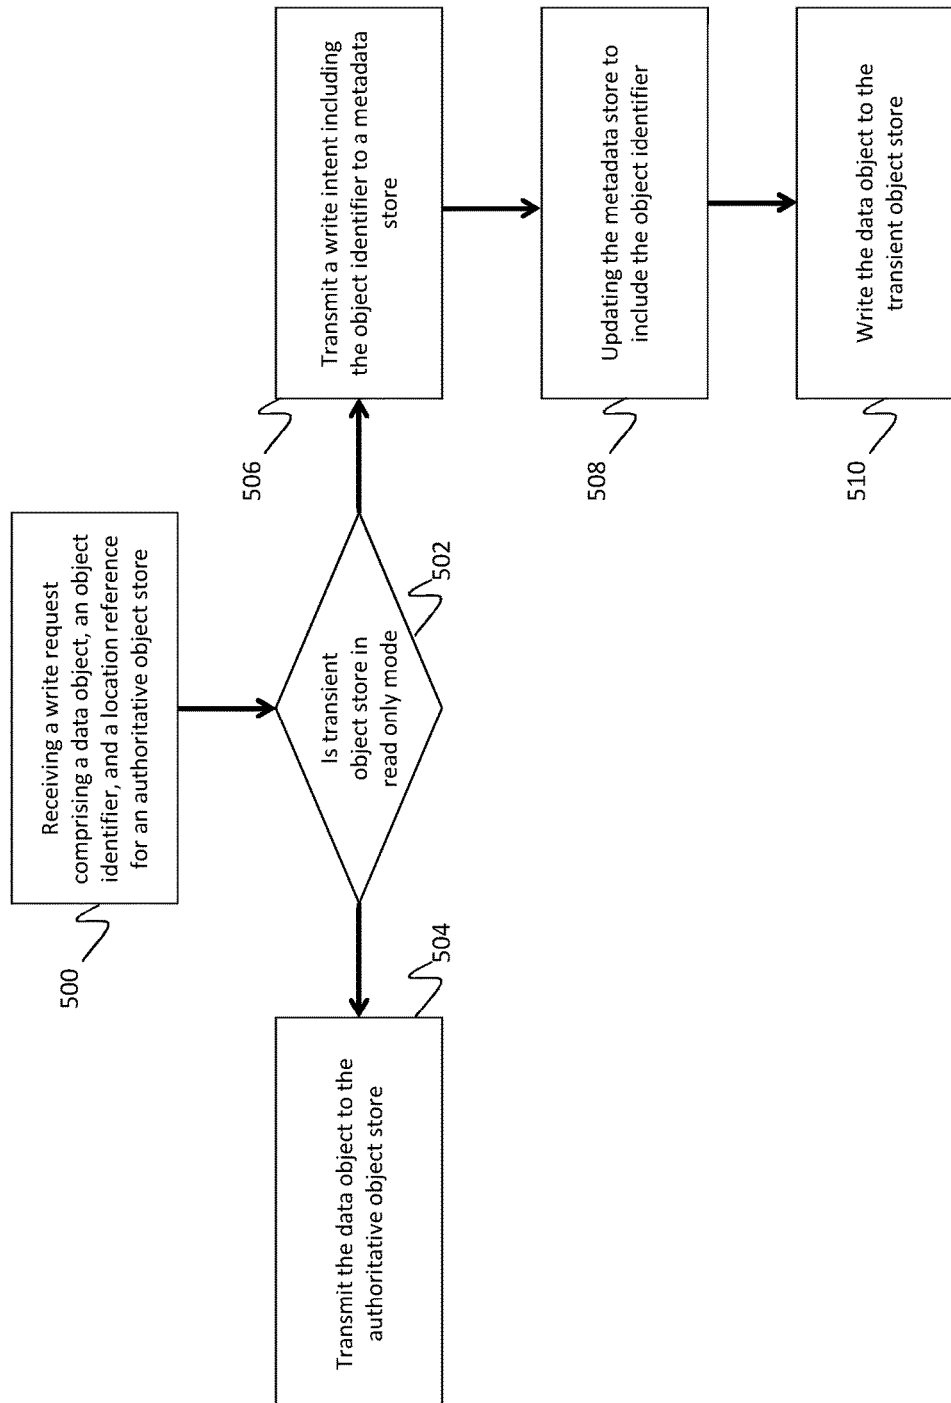 Receiving a write request
comprising a data object, an object
identifier, and a location reference
for an authoritative object store
500
Is transient
object store in
read only mode
502
Transmit the data object to the
authoritative object store
504
Transmit a write intent including
the object identifier to a metadata
store
506
Updating the metadata store to
include the object identifier
508
Write the data object to the
transient object store
510